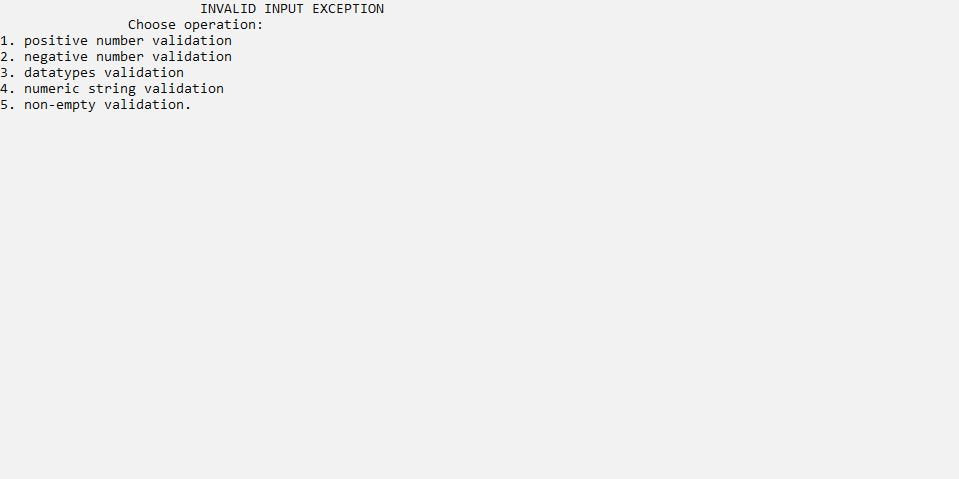 INVALID INPUT EXCEPTION
Choose operation:
1. positive number validation
2. negative number validation
3. datatypes validation
4. numeric string validation
5. non-empty validation.